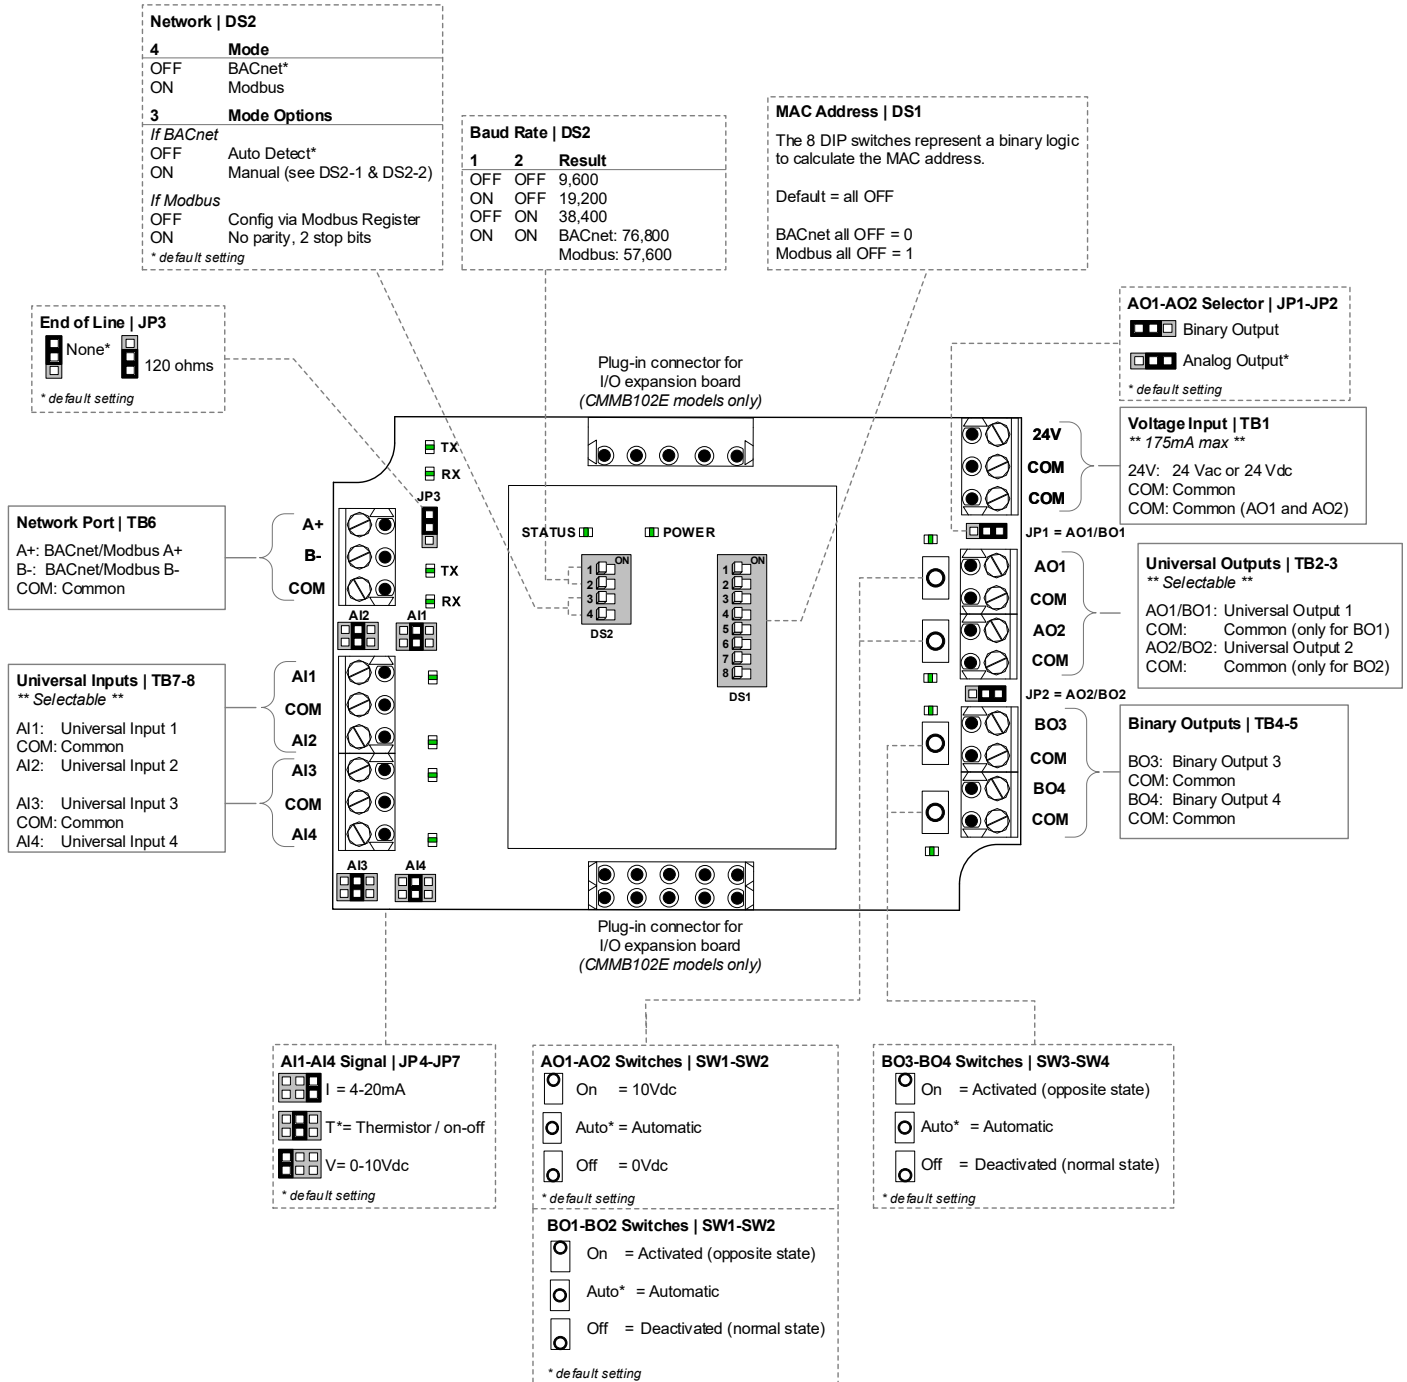 Network | DS2
4 Mode
OFF BACnet*
ON Modbus
3 Mode Options
If BACnet
OFF Auto Detect*
ON Manual (see DS2-1 & DS2-2)
If Modbus
OFF Config via Modbus Register
ON No parity, 2 stop bits
* default setting
Baud Rate | DS2
1 2 Result
OFF OFF 9,600
ON OFF 19,200
OFF ON 38,400
ON ON BACnet: 76,800
Modbus: 57,600
MAC Address | DS1
The 8 DIP switches represent a binary logic
to calculate the MAC address.
Default = all OFF
BACnet all OFF = 0
Modbus all OFF = 1
End of Line | JP3
None*
120 ohms
* default setting
AO1-AO2 Selector | JP1-JP2
Binary Output
Analog Output*
* default setting
Plug-in connector for
I/O expansion board
(CMMB102E models only)
Voltage Input | TB1
** 175mA max **
24V: 24 Vac or 24 Vdc
COM: Common
COM: Common (AO1 and AO2)
Network Port | TB6
A+: BACnet/Modbus A+
B-: BACnet/Modbus B-
COM: Common
Universal Outputs | TB2-3
** Selectable **
AO1/BO1: Universal Output 1
COM: Common (only for BO1)
AO2/BO2: Universal Output 2
COM: Common (only for BO2)
Universal Inputs | TB7-8
** Selectable **
AI1: Universal Input 1
COM: Common
AI2: Universal Input 2
AI3: Universal Input 3
COM: Common
AI4: Universal Input 4
Binary Outputs | TB4-5
BO3: Binary Output 3
COM: Common
BO4: Binary Output 4
COM: Common
TX
RX
JP3
A+
B-
COM
TX
RX
AI2 AI1
AI1
COM
AI2
AI3
COM
AI4
AI3 AI4
STATUS
POWER
ON
1
2
3
4
DS2
ON
1
2
3
4
5
6
7
8
DS1
24V
COM
COM
JP1 = AO1/BO1
AO1
COM
AO2
COM
JP2 = AO2/BO2
BO3
COM
BO4
COM
Plug-in connector for
I/O expansion board
(CMMB102E models only)
AI1-AI4 Signal | JP4-JP7
I = 4-20mA
T*= Thermistor / on-off
V= 0-10Vdc
* default setting
AO1-AO2 Switches | SW1-SW2
On = 10Vdc
Auto* = Automatic
Off = 0Vdc
* default setting
BO1-BO2 Switches | SW1-SW2
On = Activated (opposite state)
Auto* = Automatic
Off = Deactivated (normal state)
* default setting
BO3-BO4 Switches | SW3-SW4
On = Activated (opposite state)
Auto* = Automatic
Off = Deactivated (normal state)
* default setting